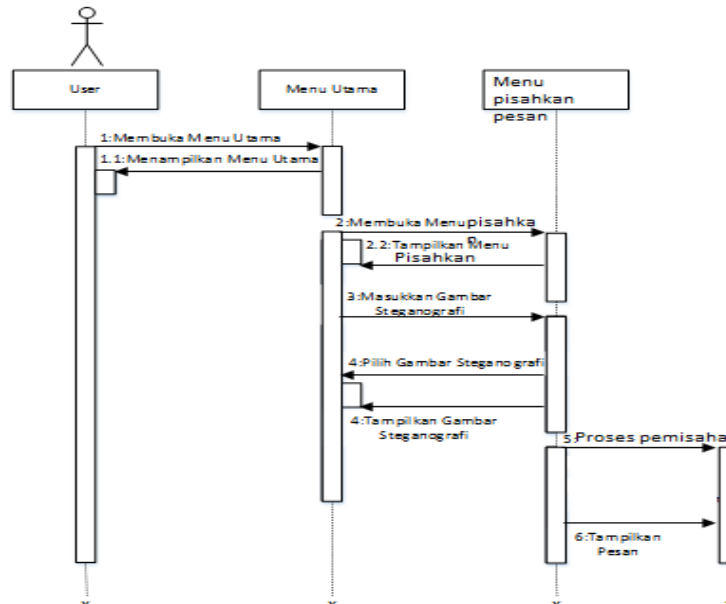 User
Menu Utama
Menu
pisahkan
pesan
1:Membuka Menu Utama
1.1:Menampilkan Menu Utama
2:Membuka Menu pisahka
2.2:Tampilkan Menu
Pisahkan
3:Masukkan Gambar
Steganografi
4:Pilih Gambar Steganografi
4:Tampilkan Gambar
Steganografi
5:Proses pemisaha
6:Tampilkan
Pesan